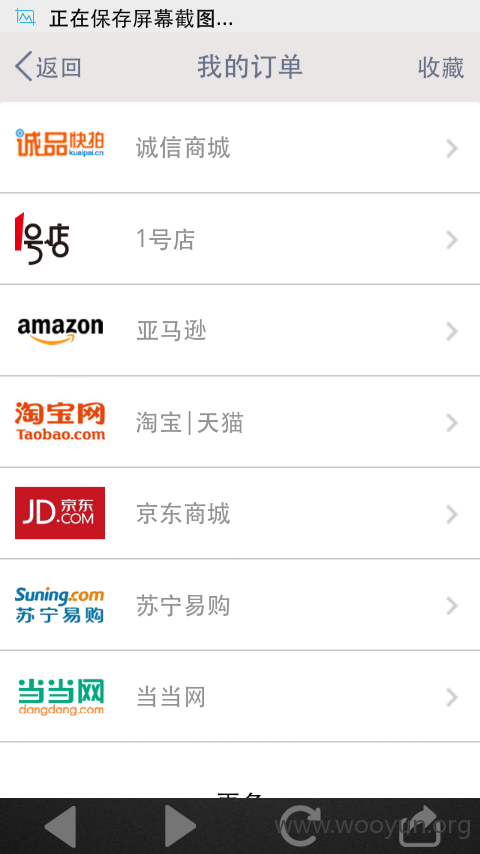 正在保存屏幕截图...
返回 我的订单 收藏
诚品快拍
kuaipai.cn
诚信商城
1号店
1号店
amazon
亚马逊
淘宝网
Taobao.com
淘宝|天猫
JD京东
.COM
京东商城
Suning.com
苏宁易购
苏宁易购
当当网
dangdang.com
当当网
www.wooyun.org